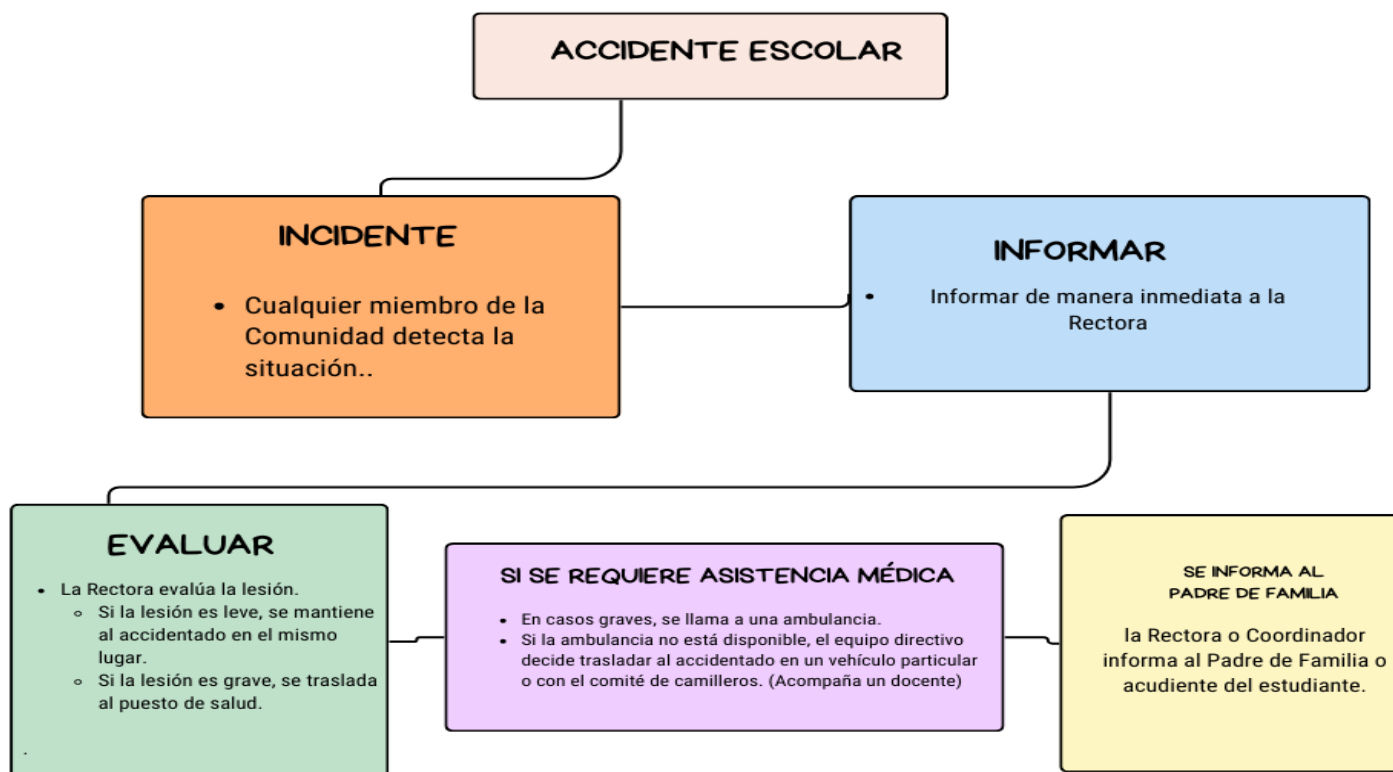 ACCIDENTE ESCOLAR
INCIDENTE
• Cualquier miembro de la
Comunidad detecta la
situación..
INFORMAR
• Informar de manera inmediata a la
Rectora
EVALUAR
• La Rectora evalúa la lesión.
○ Si la lesión es leve, se mantiene
al accidentado en el mismo
lugar.
○ Si la lesión es grave, se traslada
al puesto de salud.
.
SI SE REQUIERE ASISTENCIA MÉDICA
• En casos graves, se llama a una ambulancia.
• Si la ambulancia no está disponible, el equipo directivo
decide trasladar al accidentado en un vehículo particular
o con el comité de camilleros. (Acompaña un docente)
SE INFORMA AL
PADRE DE FAMILIA
la Rectora o Coordinador
informa al Padre de Familia o
acudiente del estudiante.